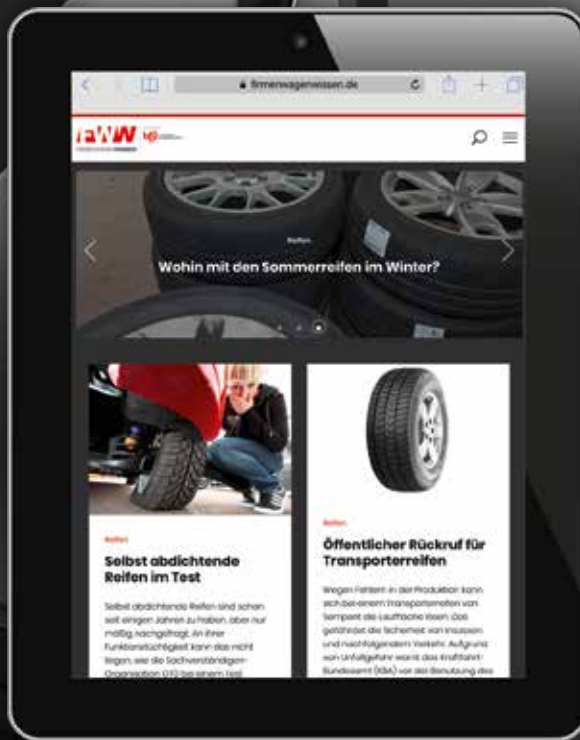 firmenwagenwissen.de
FWW
Reifen
Wohin mit den Sommerreifen im Winter?
Reifen
Selbst abdichtende
Reifen im Test
Selbst abdichtende Reifen sind schon
seit einigen Jahren zu haben, aber nur
mäßig nachgefragt. An ihrer
Funktionstüchtigkeit kann das nicht
liegen, wie die Sachverständigen-
Organisation GTÜ bei einem Test
Reifen
Öffentlicher Rückruf für
Transporterreifen
Wegen Fehlern in der Produktion kann
sich bei einem Transporterreifen von
Semperit die Lauffläche lösen. Das
gefährdet die Sicherheit von Insassen
und nachfolgendem Verkehr. Aufgrund
von Unfallgefahr warnt das Kraftfahrt-
Bundesamt (KBA) vor der Benutzung des